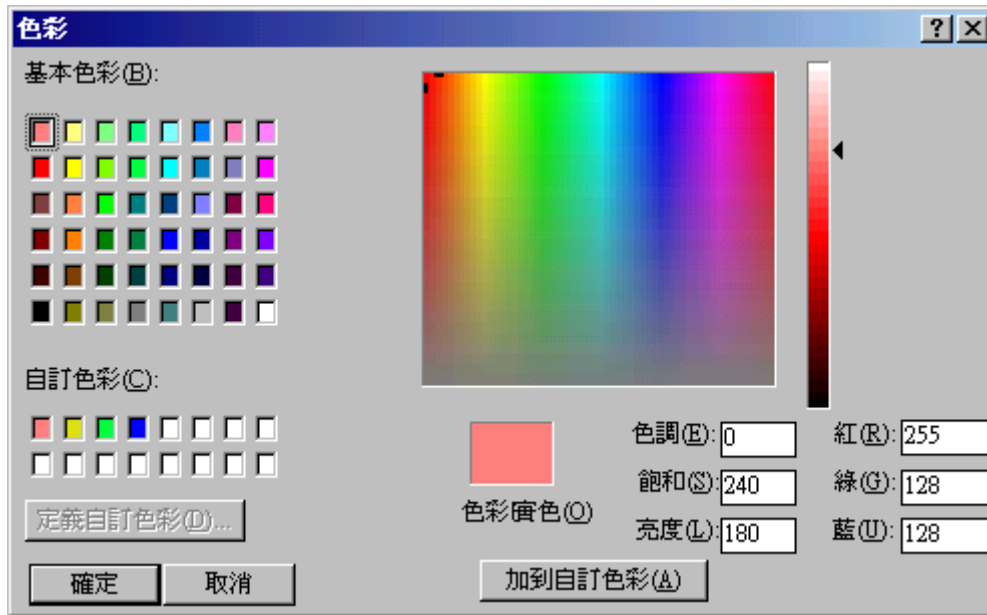 色彩
基本色彩(B):
自訂色彩(C):
定義自訂色彩(D)...
確定 取消
色彩|實色(O)
色調(E): 0 紅(R): 255
飽和(S): 240 綠(G): 128
亮度(L): 180 藍(U): 128
加到自訂色彩(A)